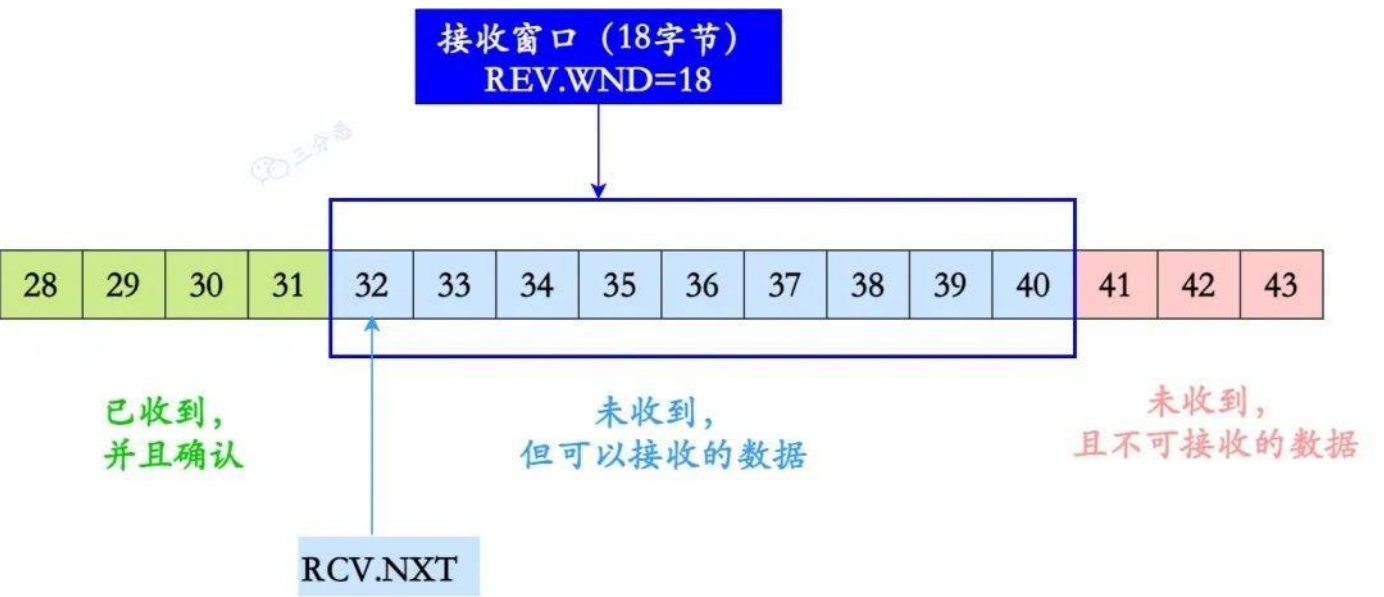 接收窗口（18字节）
REV.WND=18
三分恶
28 29 30 31 32 33 34 35 36 37 38 39 40 41 42 43
已收到，
并且确认
未收到，
但可以接收的数据
未收到，
且不可接收的数据
RCV.NXT